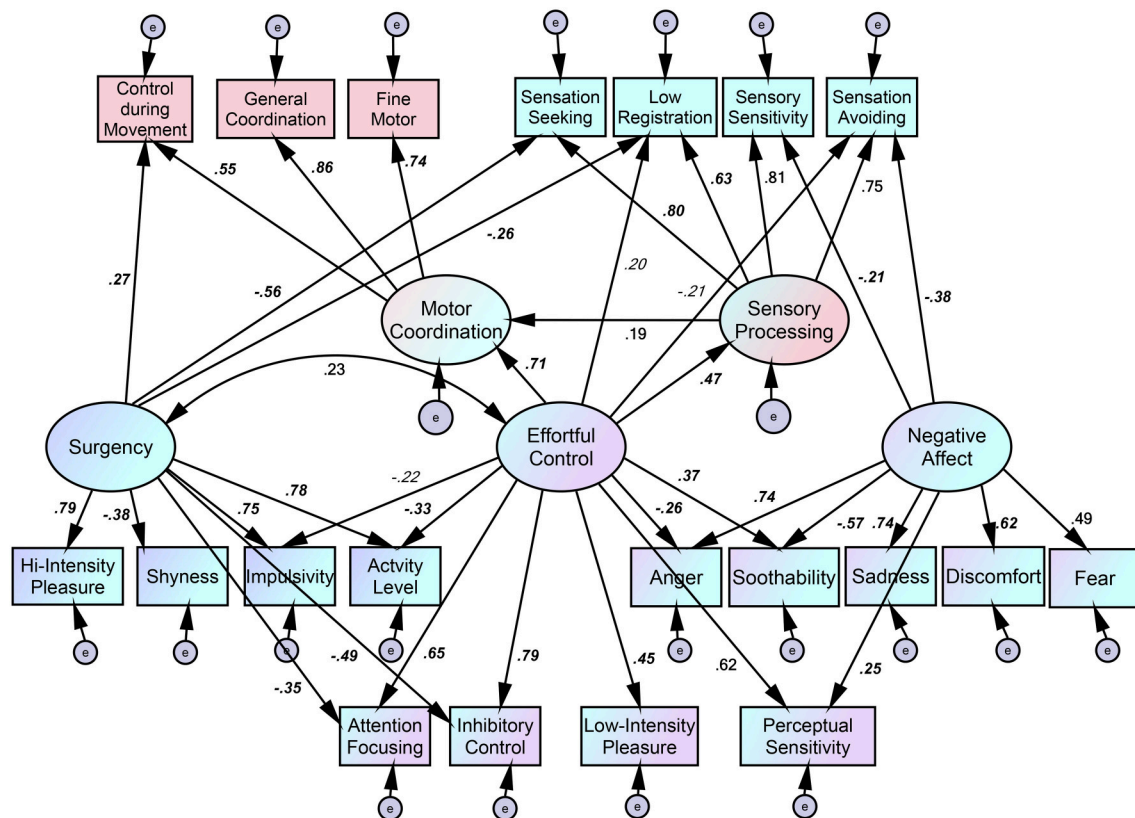 e
e
e
e
e
e
e
Control
during
Movement
General
Coordination
Fine
Motor
Sensation
Seeking
Low
Registration
Sensory
Sensitivity
Sensation
Avoiding
.55
.86
.74
.63
.81
.75
.80
-.26
.27
-.56
.20
-.21
-.21
-.38
Motor
Coordination
Sensory
Processing
.19
.23
.71
.47
e
e
Surgency
Effortful
Control
Negative
Affect
.79
-.38
.75
.78
-.22
-.33
-.26
.37
.74
-.57
.74
.62
.49
Hi-Intensity
Pleasure
Shyness
Impulsivity
Actvity
Level
Anger
Soothability
Sadness
Discomfort
Fear
e
e
e
e
e
e
e
e
e
-.35
-.49
.65
.79
.45
.62
.25
Attention
Focusing
Inhibitory
Control
Low-Intensity
Pleasure
Perceptual
Sensitivity
e
e
e
e